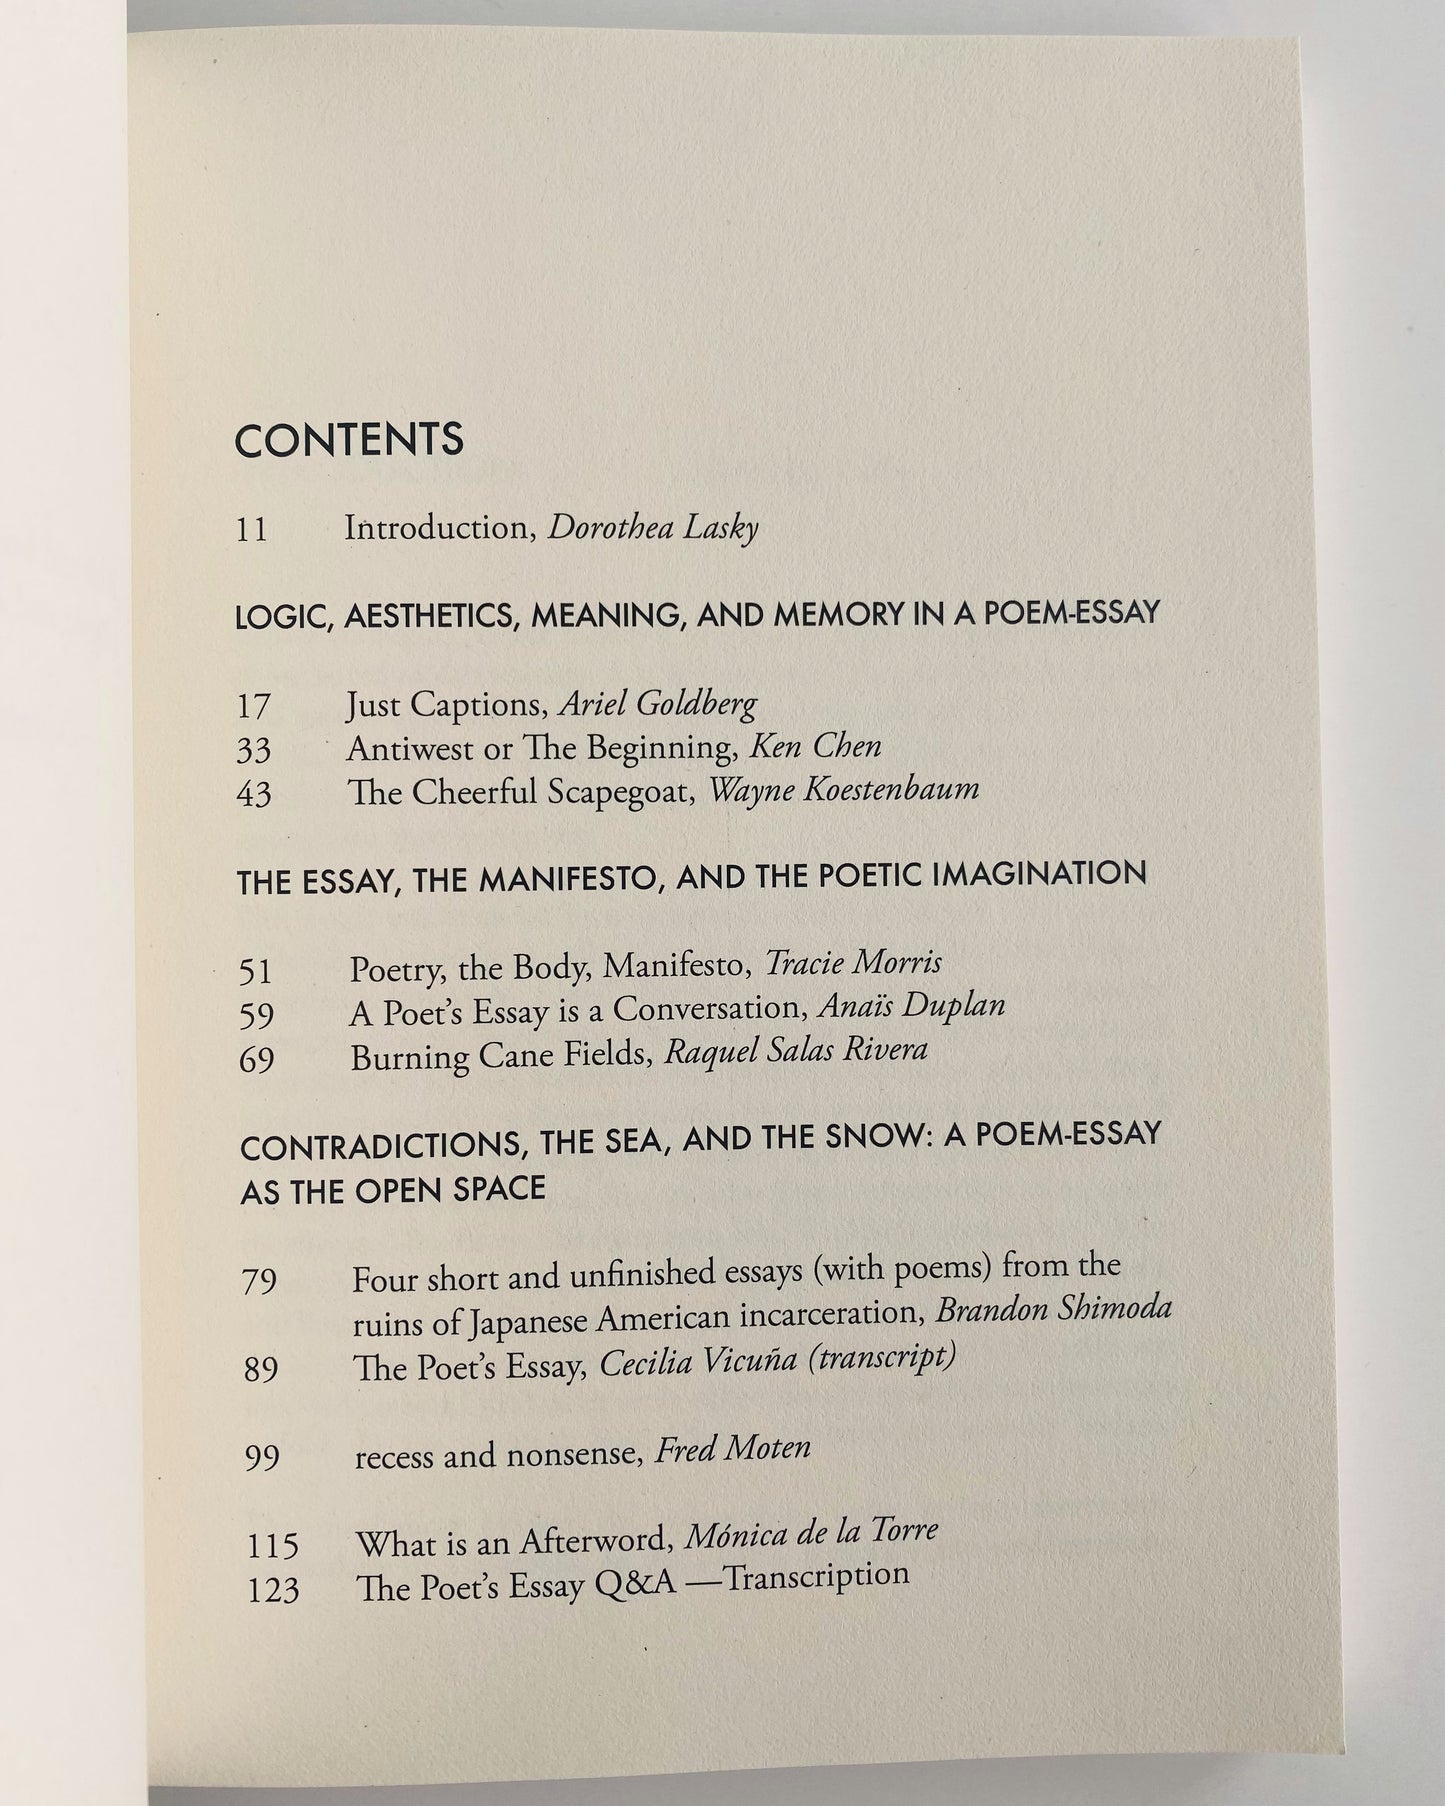 CONTENTS
11 Introduction, Dorothea Lasky
LOGIC, AESTHETICS, MEANING, AND MEMORY IN A POEM-ESSAY
17 Just Captions, Ariel Goldberg
33 Antiwest or The Beginning, Ken Chen
43 The Cheerful Scapegoat, Wayne Koestenbaum
THE ESSAY, THE MANIFESTO, AND THE POETIC IMAGINATION
51 Poetry, the Body, Manifesto, Tracie Morris
59 A Poet’s Essay is a Conversation, Anaïs Duplan
69 Burning Cane Fields, Raquel Salas Rivera
CONTRADICTIONS, THE SEA, AND THE SNOW: A POEM-ESSAY
AS THE OPEN SPACE
79 Four short and unfinished essays (with poems) from the
ruins of Japanese American incarceration, Brandon Shimoda
89 The Poet’s Essay, Cecilia Vicuña (transcript)
99 recess and nonsense, Fred Moten
115 What is an Afterword, Mónica de la Torre
123 The Poet’s Essay Q&A —Transcription